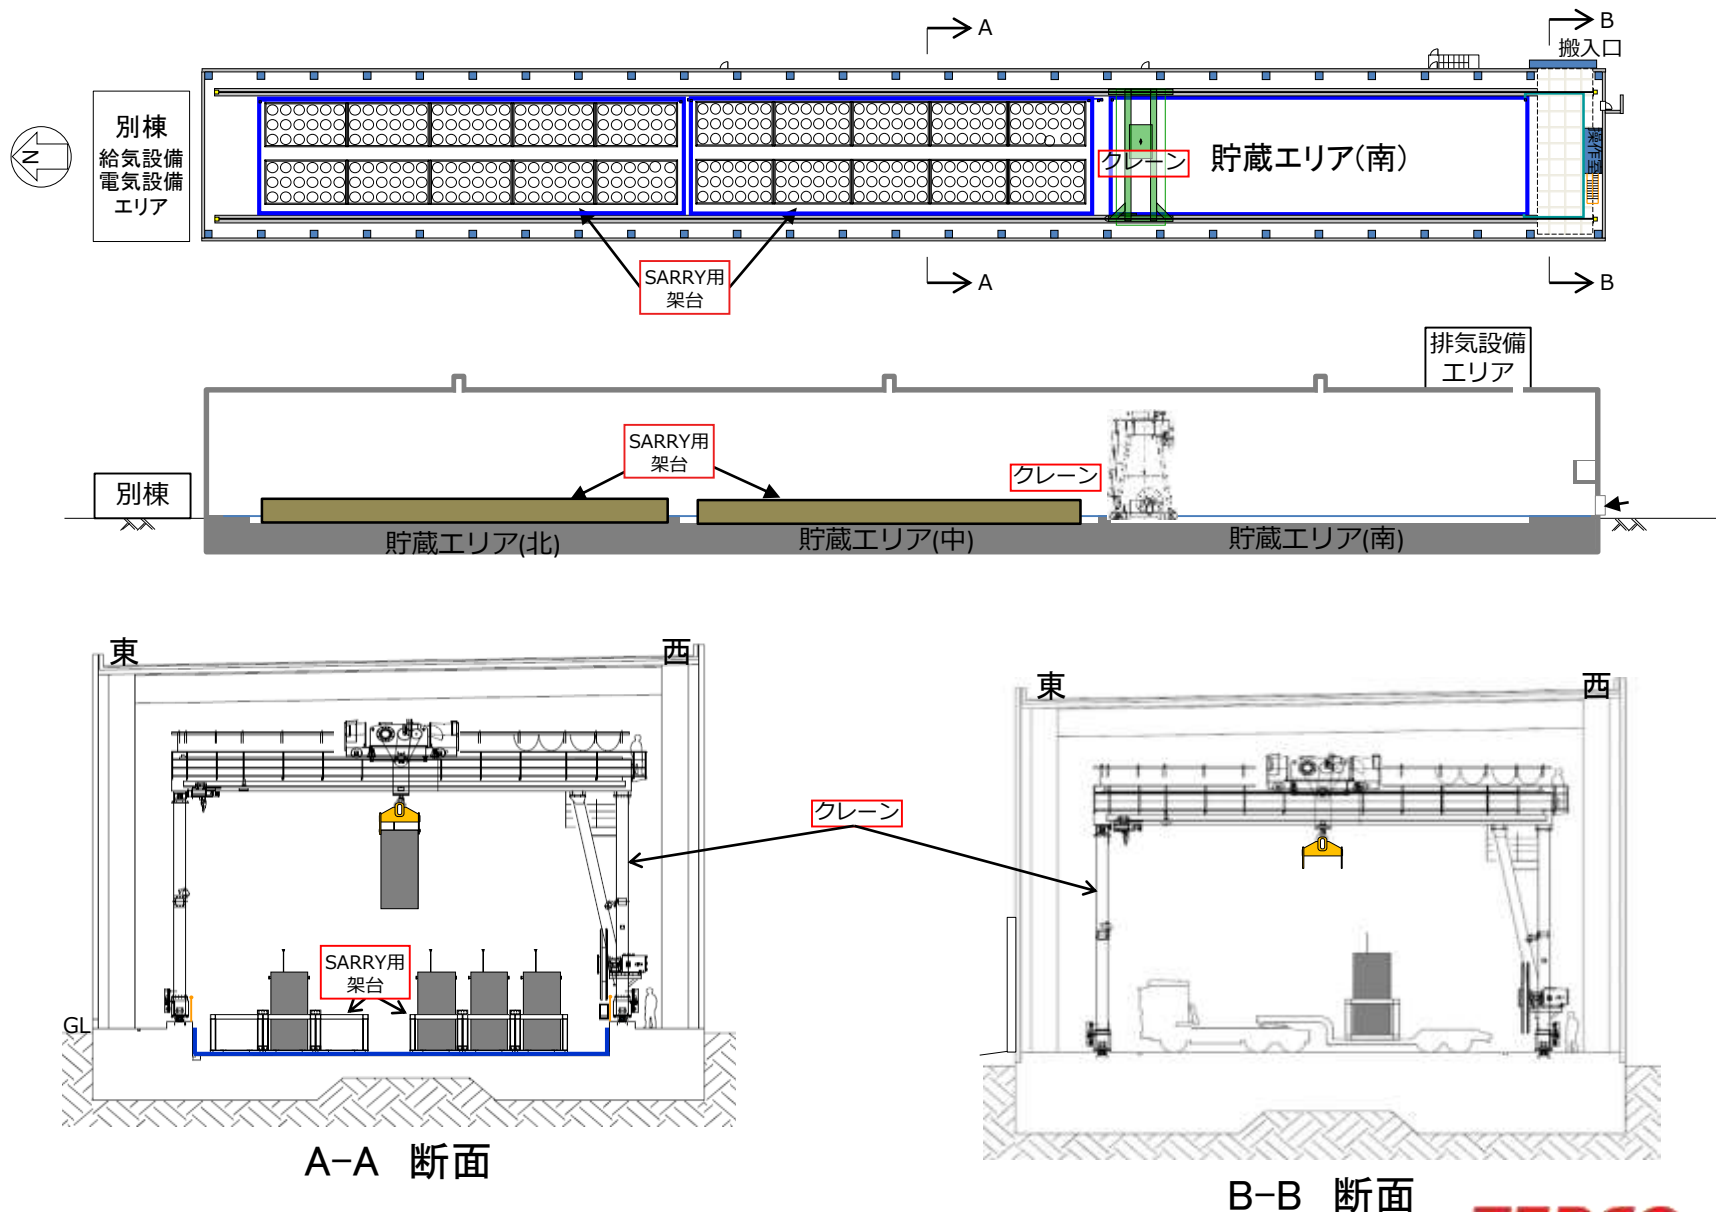 A
B
搬入口
N
別棟
給気設備
電気設備
エリア
クレーン
貯蔵エリア(南)
操作室
SARRY用
架台
A
B
排気設備
エリア
SARRY用
架台
クレーン
別棟
貯蔵エリア(北)
貯蔵エリア(中)
貯蔵エリア(南)
東
西
東
西
クレーン
SARRY用
架台
GL
A-A 断面
B-B 断面
TEPCO